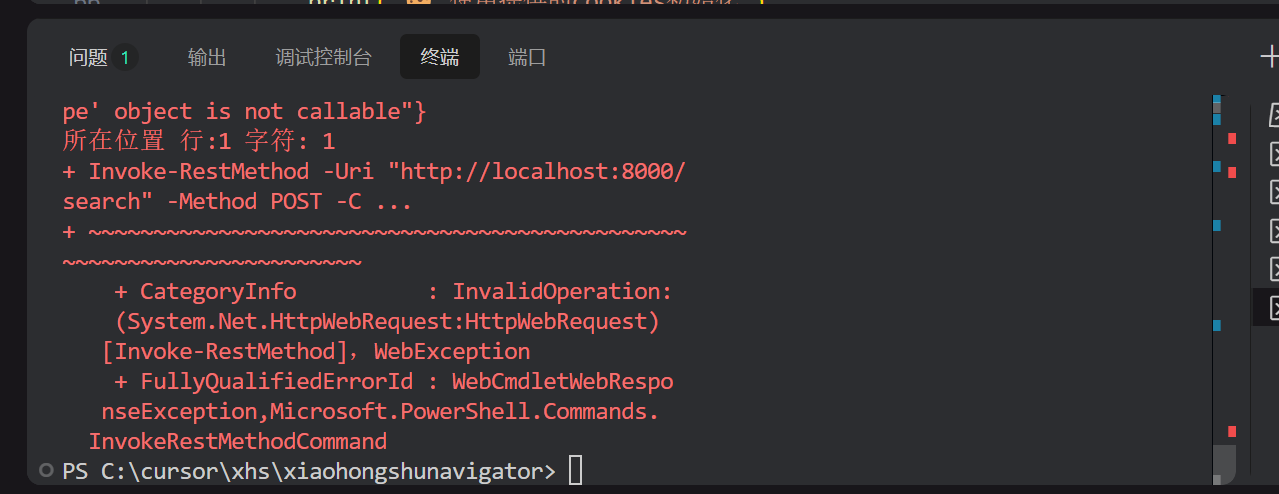 问题 1 输出 调试控制台 终端 端口
pe' object is not callable"}
所在位置 行:1 字符: 1
+ Invoke-RestMethod -Uri "http://localhost:8000/
search" -Method POST -C ...
+ ~~~~~~~~~~~~~~~~~~~~~~~~~~~~~~~~~~~~~~~~~~~~~~
~~~~~~~~~~~~~~~~~~~~~~~
+ CategoryInfo          : InvalidOperation:
(System.Net.HttpWebRequest:HttpWebRequest)
[Invoke-RestMethod]，WebException
+ FullyQualifiedErrorId : WebCmdletWebRespo
nseException,Microsoft.PowerShell.Commands.
InvokeRestMethodCommand
PS C:\cursor\xhs\xiaohongshunavigator>